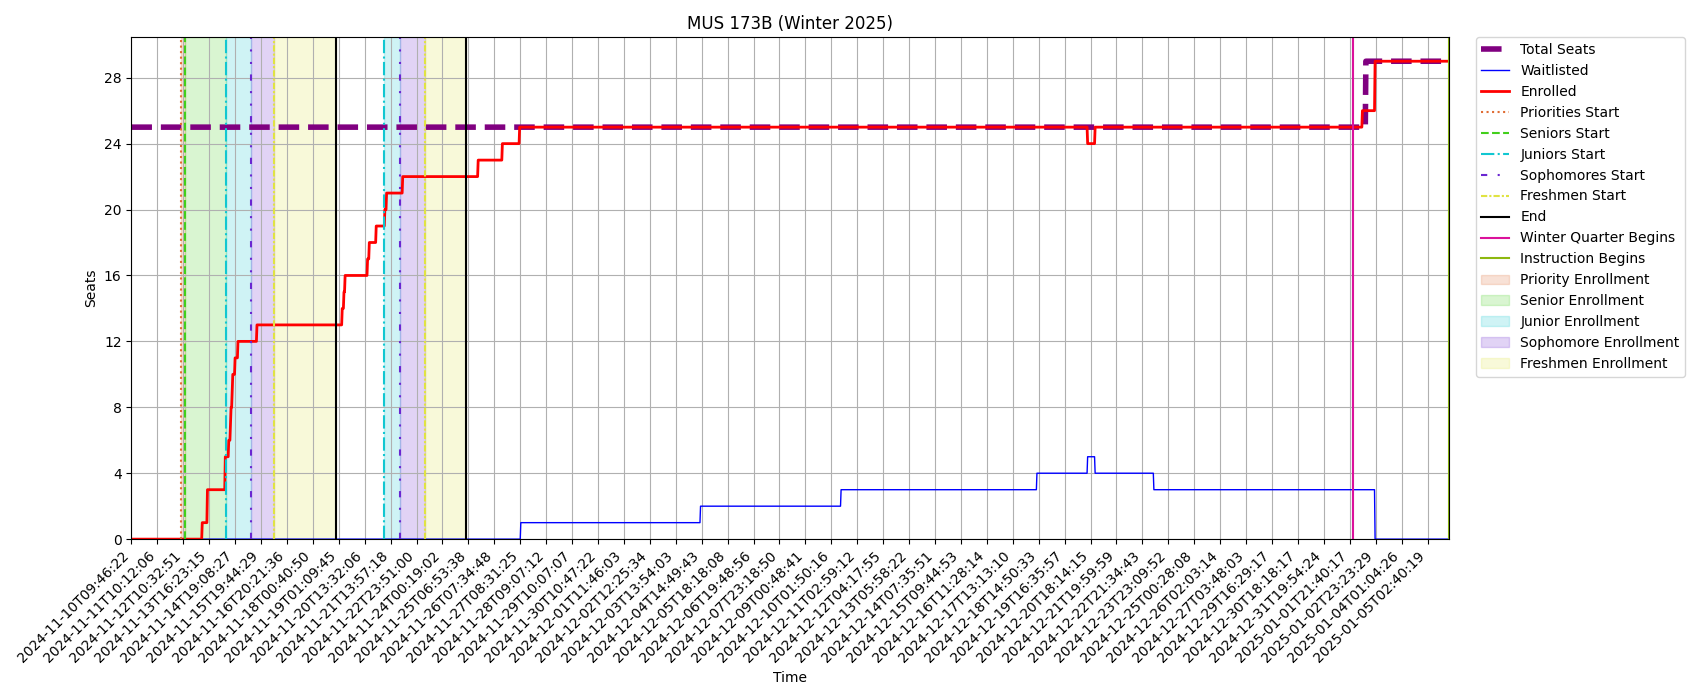 MUS 173B (Winter 2025)
Seats
28
24
20
16
12
8
4
0
2024-11-10T09:46:22
2024-11-11T10:12:06
2024-11-12T10:32:51
2024-11-13T16:23:15
2024-11-14T19:08:27
2024-11-15T19:44:29
2024-11-16T20:21:36
2024-11-18T00:40:50
2024-11-19T01:09:45
2024-11-20T13:32:06
2024-11-21T23:57:18
2024-11-22T23:51:00
2024-11-24T00:19:02
2024-11-25T06:53:38
2024-11-26T07:34:48
2024-11-27T08:31:25
2024-11-28T09:07:12
2024-11-29T10:07:07
2024-11-30T10:47:22
2024-12-01T11:46:03
2024-12-02T12:25:34
2024-12-03T13:54:03
2024-12-04T14:49:43
2024-12-05T18:18:08
2024-12-06T19:48:56
2024-12-07T23:18:50
2024-12-09T00:48:41
2024-12-10T01:50:16
2024-12-11T02:59:12
2024-12-12T04:17:55
2024-12-13T05:58:22
2024-12-14T07:35:51
2024-12-15T09:44:53
2024-12-16T11:28:14
2024-12-17T13:13:10
2024-12-18T14:50:33
2024-12-19T16:35:57
2024-12-20T18:14:15
2024-12-21T19:59:59
2024-12-22T21:34:43
2024-12-23T23:09:52
2024-12-25T00:28:08
2024-12-26T02:03:14
2024-12-27T03:48:03
2024-12-29T16:29:17
2024-12-30T18:18:17
2024-12-31T19:54:24
2025-01-01T21:40:17
2025-01-02T23:23:29
2025-01-04T01:04:26
2025-01-05T02:40:19
Time
Total Seats
Waitlisted
Enrolled
Priorities Start
Seniors Start
Juniors Start
Sophomores Start
Freshmen Start
End
Winter Quarter Begins
Instruction Begins
Priority Enrollment
Senior Enrollment
Junior Enrollment
Sophomore Enrollment
Freshmen Enrollment